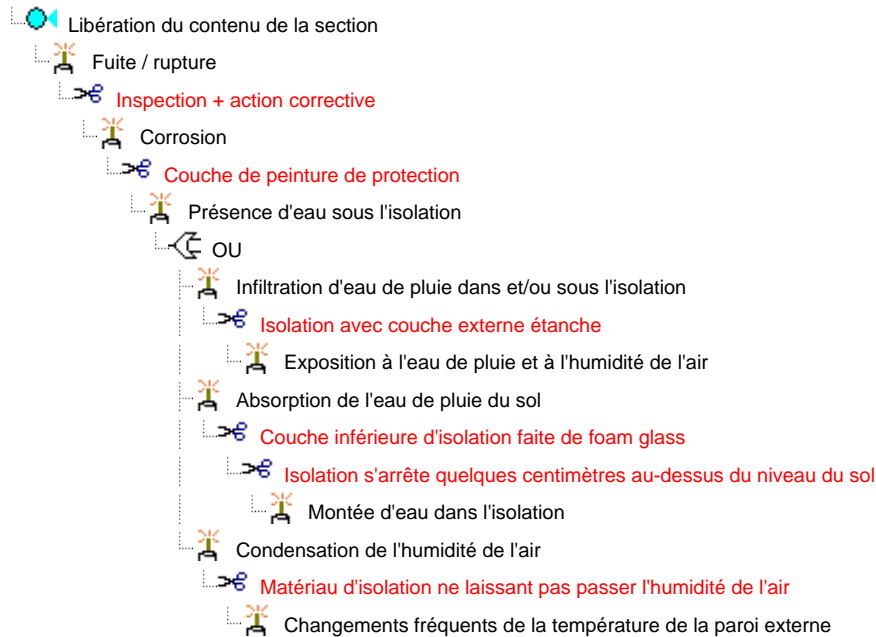 Libération du contenu de la section
Fuite / rupture
Inspection + action corrective
Corrosion
Couche de peinture de protection
Présence d'eau sous l'isolation
OU
Infiltration d'eau de pluie dans et/ou sous l'isolation
Isolation avec couche externe étanche
Exposition à l'eau de pluie et à l'humidité de l'air
Absorption de l'eau de pluie du sol
Couche inférieure d'isolation faite de foam glass
Isolation s'arrête quelques centimètres au-dessus du niveau du sol
Montée d'eau dans l'isolation
Condensation de l'humidité de l'air
Matériau d'isolation ne laissant pas passer l'humidité de l'air
Changements fréquents de la température de la paroi externe